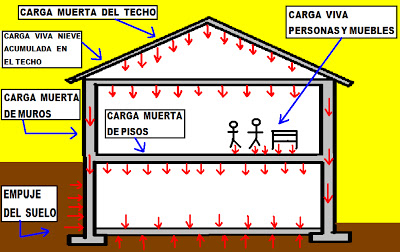 CARGA MUERTA DEL TECHO
CARGA VIVA
PERSONAS Y MUEBLES
CARGA VIVA NIEVE
ACUMULADA EN
EL TECHO
CARGA MUERTA
DE MUROS
CARGA MUERTA
DE PISOS
EMPUJE
DEL SUELO